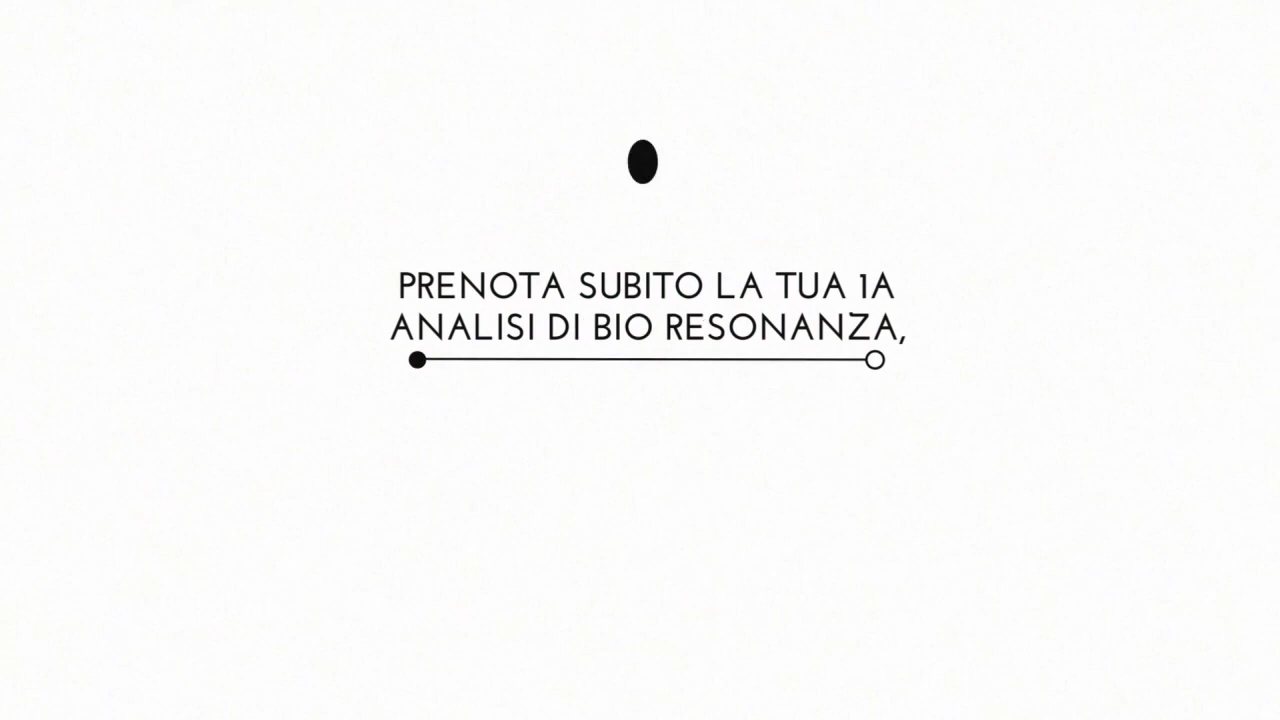 PRENOTA SUBITO LA TUA 1A
ANALISI DI BIO RESONANZA,